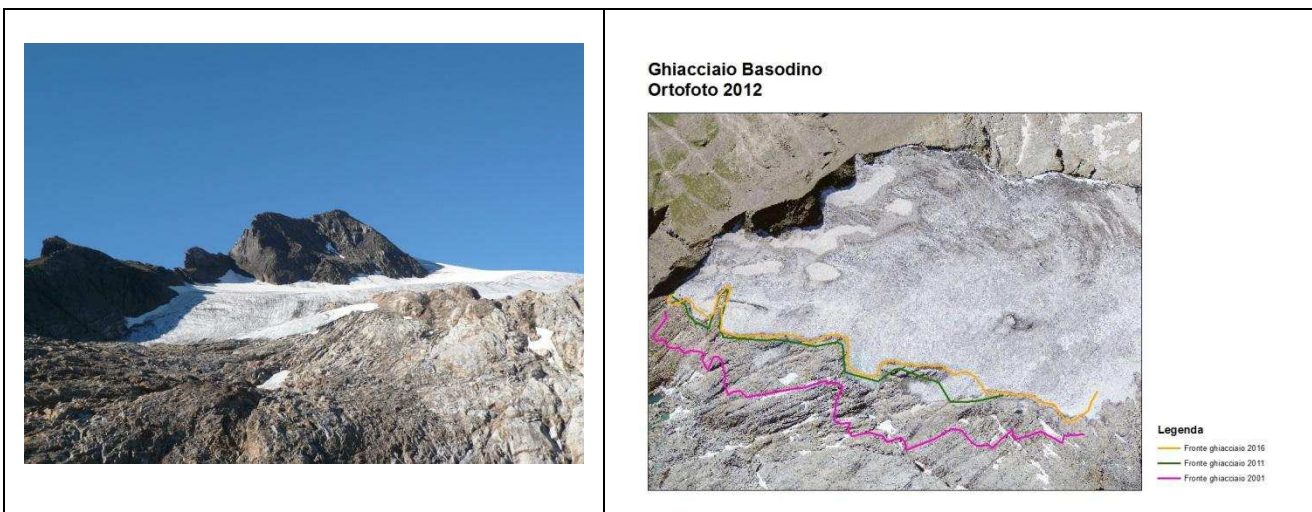 Ghiacciaio Basodino
Ortofoto 2012
Legenda
Fronte ghiacciaio 2016
Fronte ghiacciaio 2011
Fronte ghiacciaio 2001